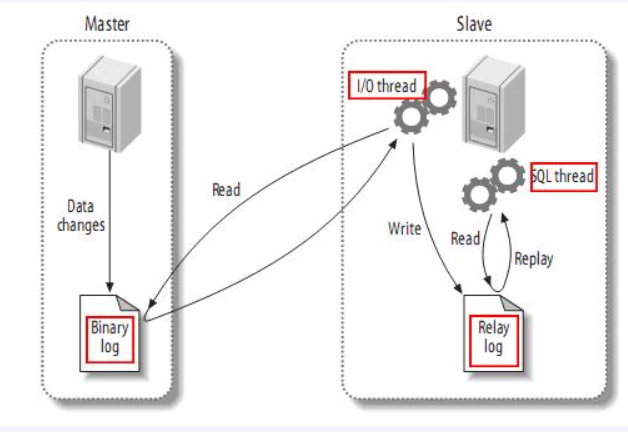 Master
Slave
I/O thread
SQL thread
Data
changes
Read
Write
Read
Replay
Binary
log
Relay
log